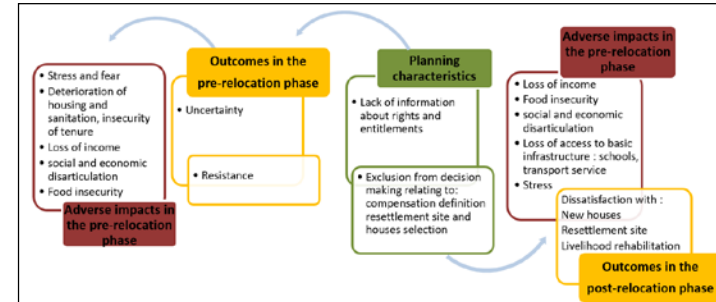 • Stress and fear
• Deterioration of
housing and
sanitation, insecurity
of tenure
• Loss of income
• social and economic
disarticulation
• Food insecurity
Adverse impacts in
the pre-relocation
phase
Outcomes in the
pre-relocation phase
• Uncertainty
• Resistance
Planning
characteristics
• Lack of information
about rights and
entitlements
• Exclusion from decision
making relating to:
compensation definition
resettlement site and
houses selection
Adverse impacts in
the pre-relocation
phase
• Loss of income
• Food insecurity
• social and economic
disarticulation
• Loss of access to basic
infrastructure : schools,
transport service
• Stress
Dissatisfaction with :
New houses
Resettlement site
Livelihood rehabilitation
Outcomes in the
post-relocation phase